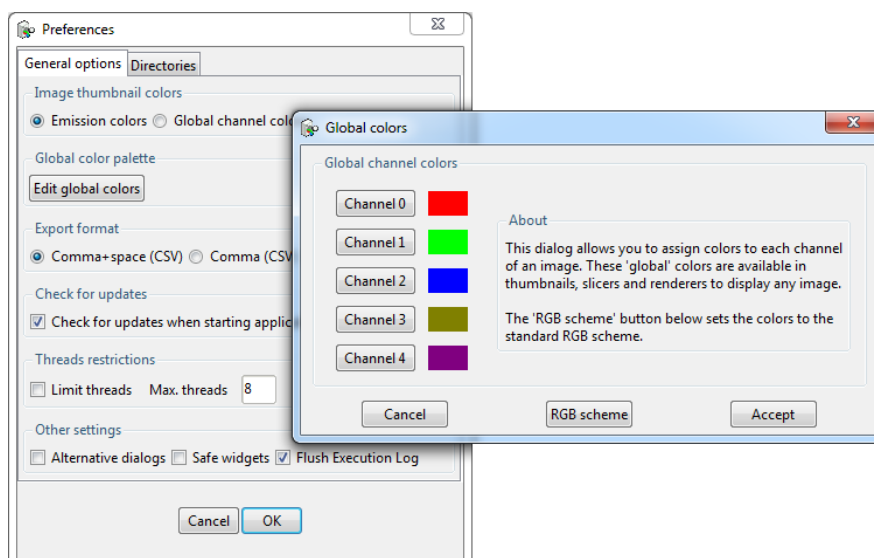 Preferences
General options Directories
Image thumbnail colors
Emission colors Global channel
Global color palette
Edit global colors
Export format
Comma+space (CSV) Comma
Check for updates
Check for updates when starting
Threads restrictions
Limit threads Max. threads 8
Other settings
Alternative dialogs Safe widgets Flush Execution Log
Cancel OK
Global colors
Global channel colors
Channel 0
Channel 1
Channel 2
Channel 3
Channel 4
About
This dialog allows you to assign colors to each channel
of an image. These 'global' colors are available in
thumbnails, slicers and renderers to display any image.
The 'RGB scheme' button below sets the colors to the
standard RGB scheme.
Cancel RGB scheme Accept